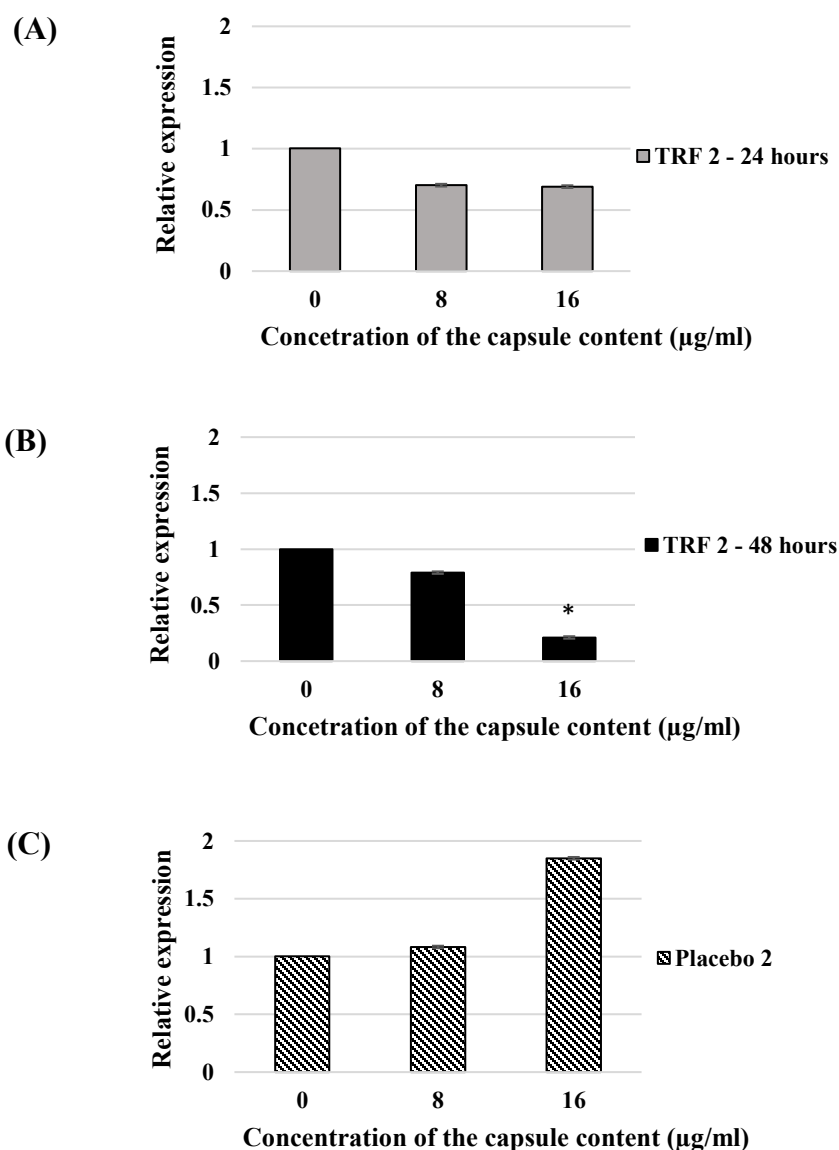 (A)
2
1.5
1
0.5
0
Relative expression
0 8 16
Concetration of the capsule content (µg/ml)
TRF 2 - 24 hours
(B)
2
1.5
1
0.5
0
Relative expression
*
0 8 16
Concetration of the capsule content (µg/ml)
TRF 2 - 48 hours
(C)
2
1.5
1
0.5
0
Relative expression
0 8 16
Concentration of the capsule content (µg/ml)
Placebo 2